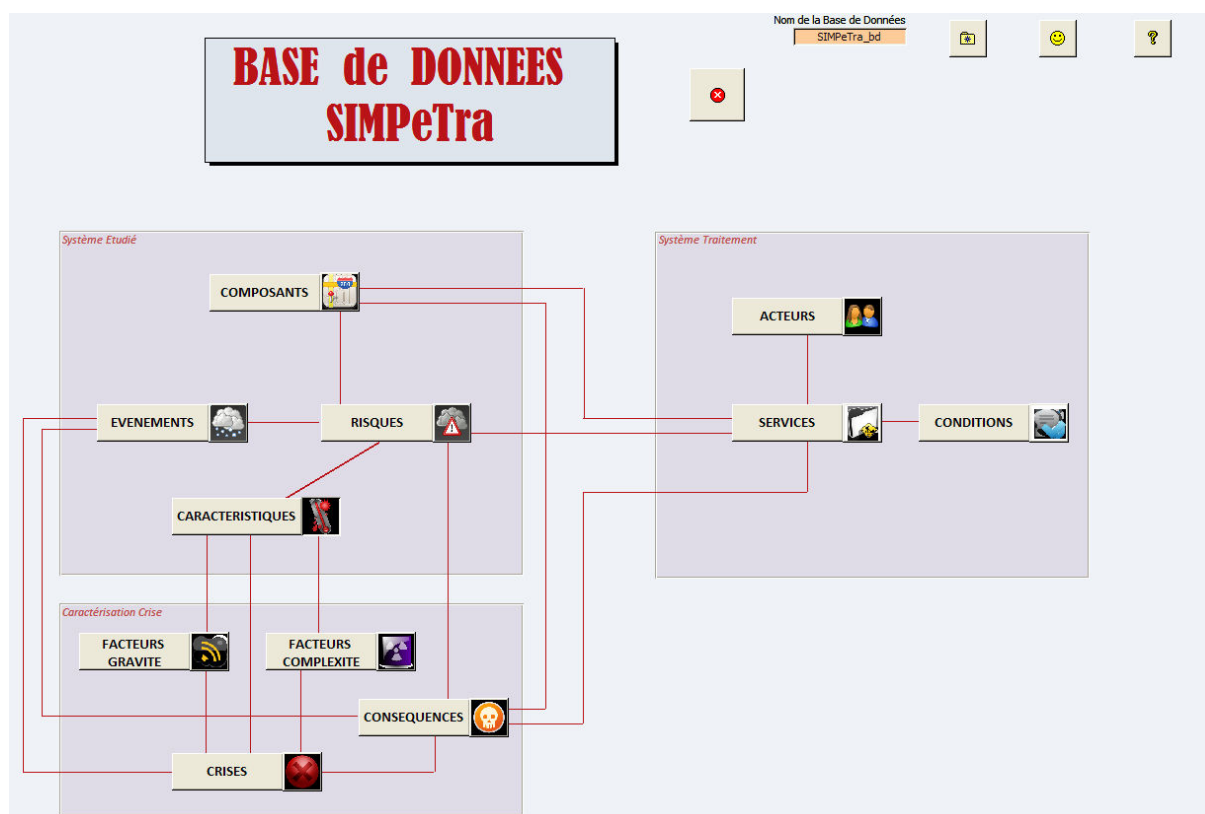 Nom de la Base de Données
SIMPeTra_bd
BASE de DONNEES
SIMPeTra
Système Etudié
COMPOSANTS
EVENEMENTS
RISQUES
CARACTERISTIQUES
Système Traitement
ACTEURS
SERVICES
CONDITIONS
Caractérisation Crise
FACTEURS
GRAVITE
FACTEURS
COMPLEXITE
CONSEQUENCES
CRISES